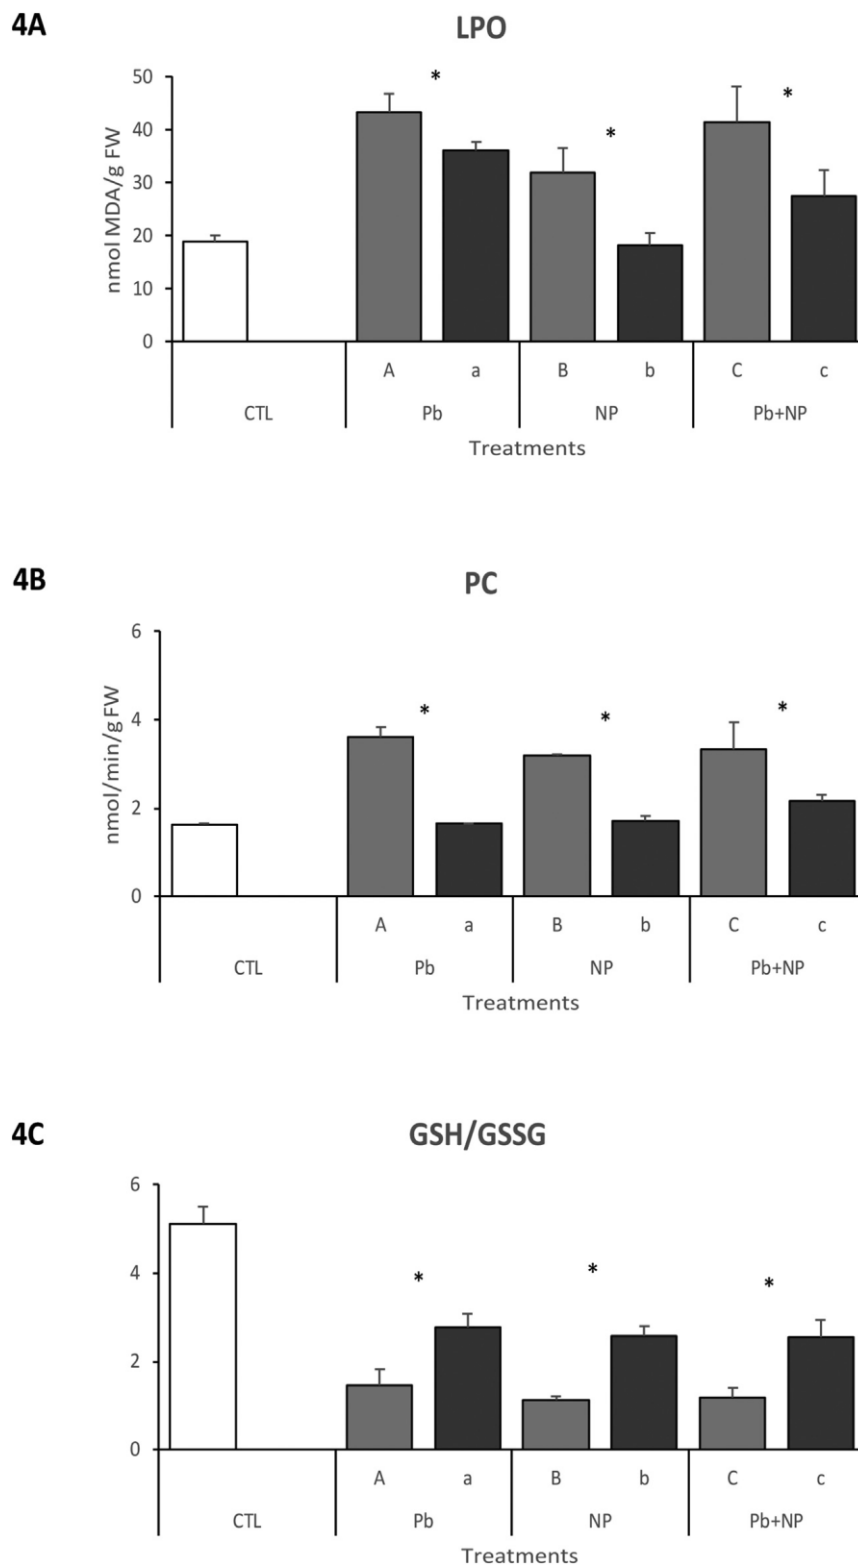 4A
LPO
nmol MDA/g FW
50
*
40
*
*
30
20
10
0
A a B b C c
CTL Pb NP Pb+NP
Treatments
4B
PC
nmol/min/g FW
6
4
* * *
2
0
A a B b C c
CTL Pb NP Pb+NP
Treatments
4C
GSH/GSSG
6
4
* * *
2
0
A a B b C c
CTL Pb NP Pb+NP
Treatments